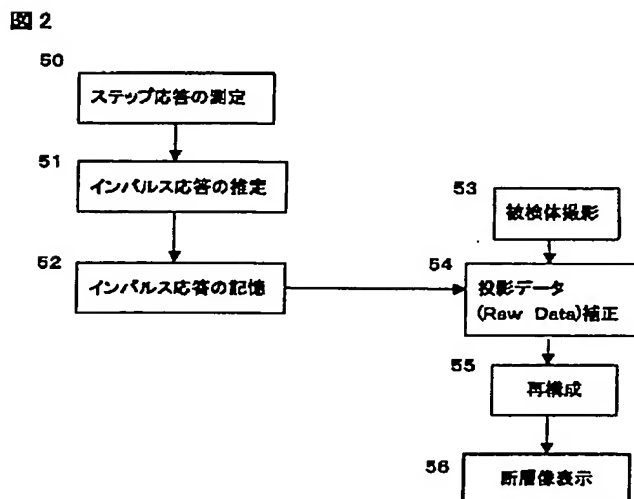 図2
50
ステップ応答の測定
51
インパルス応答の推定
52
インパルス応答の記憶
53
被検体撮影
54
投影データ
(Raw Data)補正
55
再構成
56
断層像表示